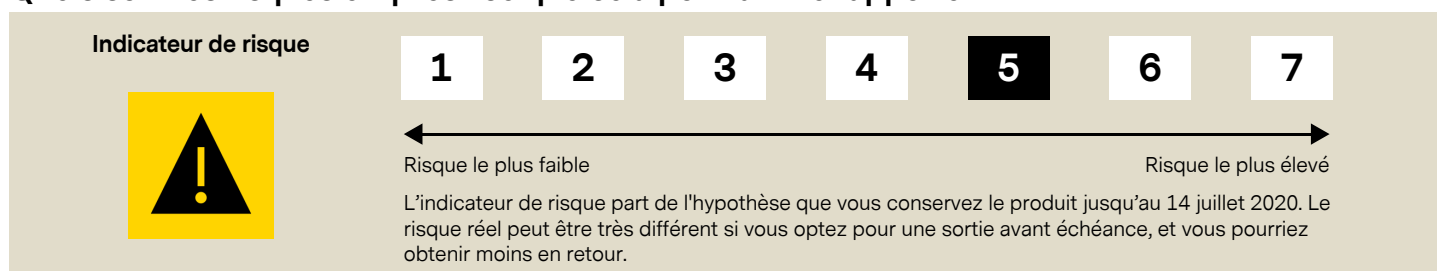 Indicateur de risque
1 2 3 4 5 6 7
Risque le plus faible Risque le plus élevé
L'indicateur de risque part de l'hypothèse que vous conservez le produit jusqu'au 14 juillet 2020. Le
risque réel peut être très différent si vous optez pour une sortie avant échéance, et vous pourriez
obtenir moins en retour.